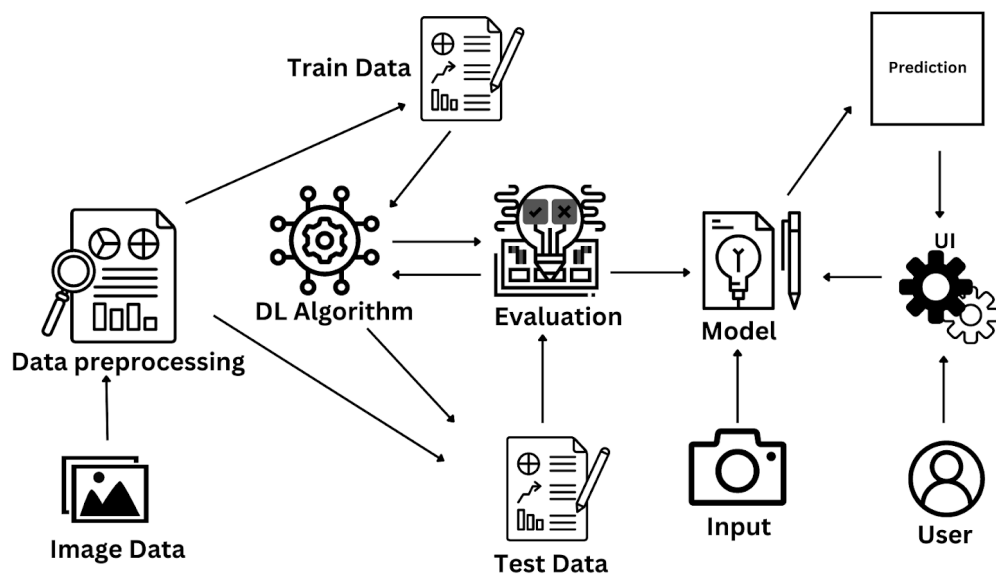 Train Data
Prediction
UI
DL Algorithm
Evaluation
Model
Data preprocessing
Image Data
Test Data
Input
User